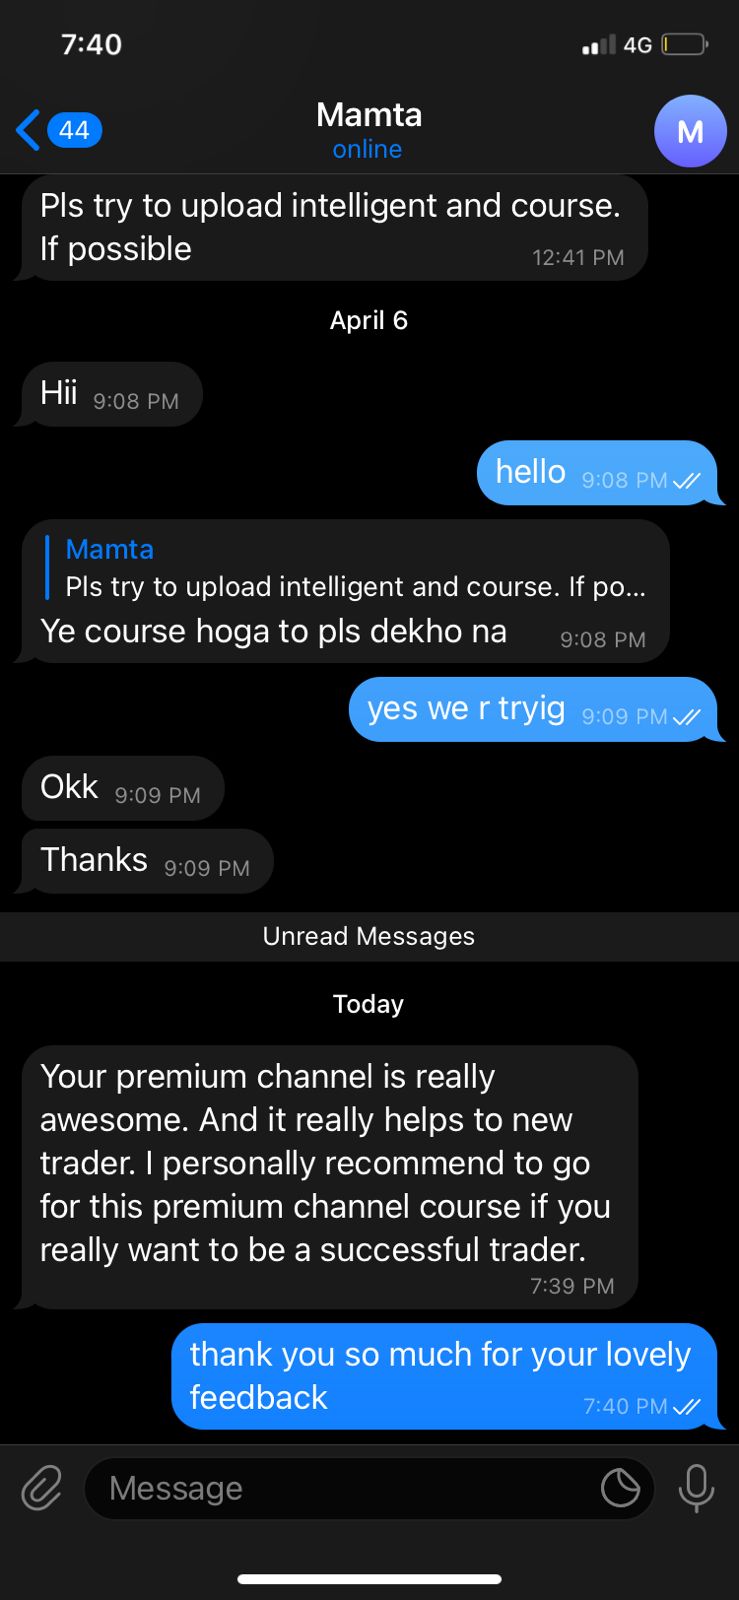 7:40
4G
44
Mamta
online
M
Pls try to upload intelligent and course.
If possible
12:41 PM
April 6
Hii 9:08 PM
hello 9:08 PM
Mamta
Pls try to upload intelligent and course. If po...
Ye course hoga to pls dekho na 9:08 PM
yes we r tryig 9:09 PM
Okk 9:09 PM
Thanks 9:09 PM
Unread Messages
Today
Your premium channel is really
awesome. And it really helps to new
trader. I personally recommend to go
for this premium channel course if you
really want to be a successful trader.
7:39 PM
thank you so much for your lovely
feedback 7:40 PM
Message